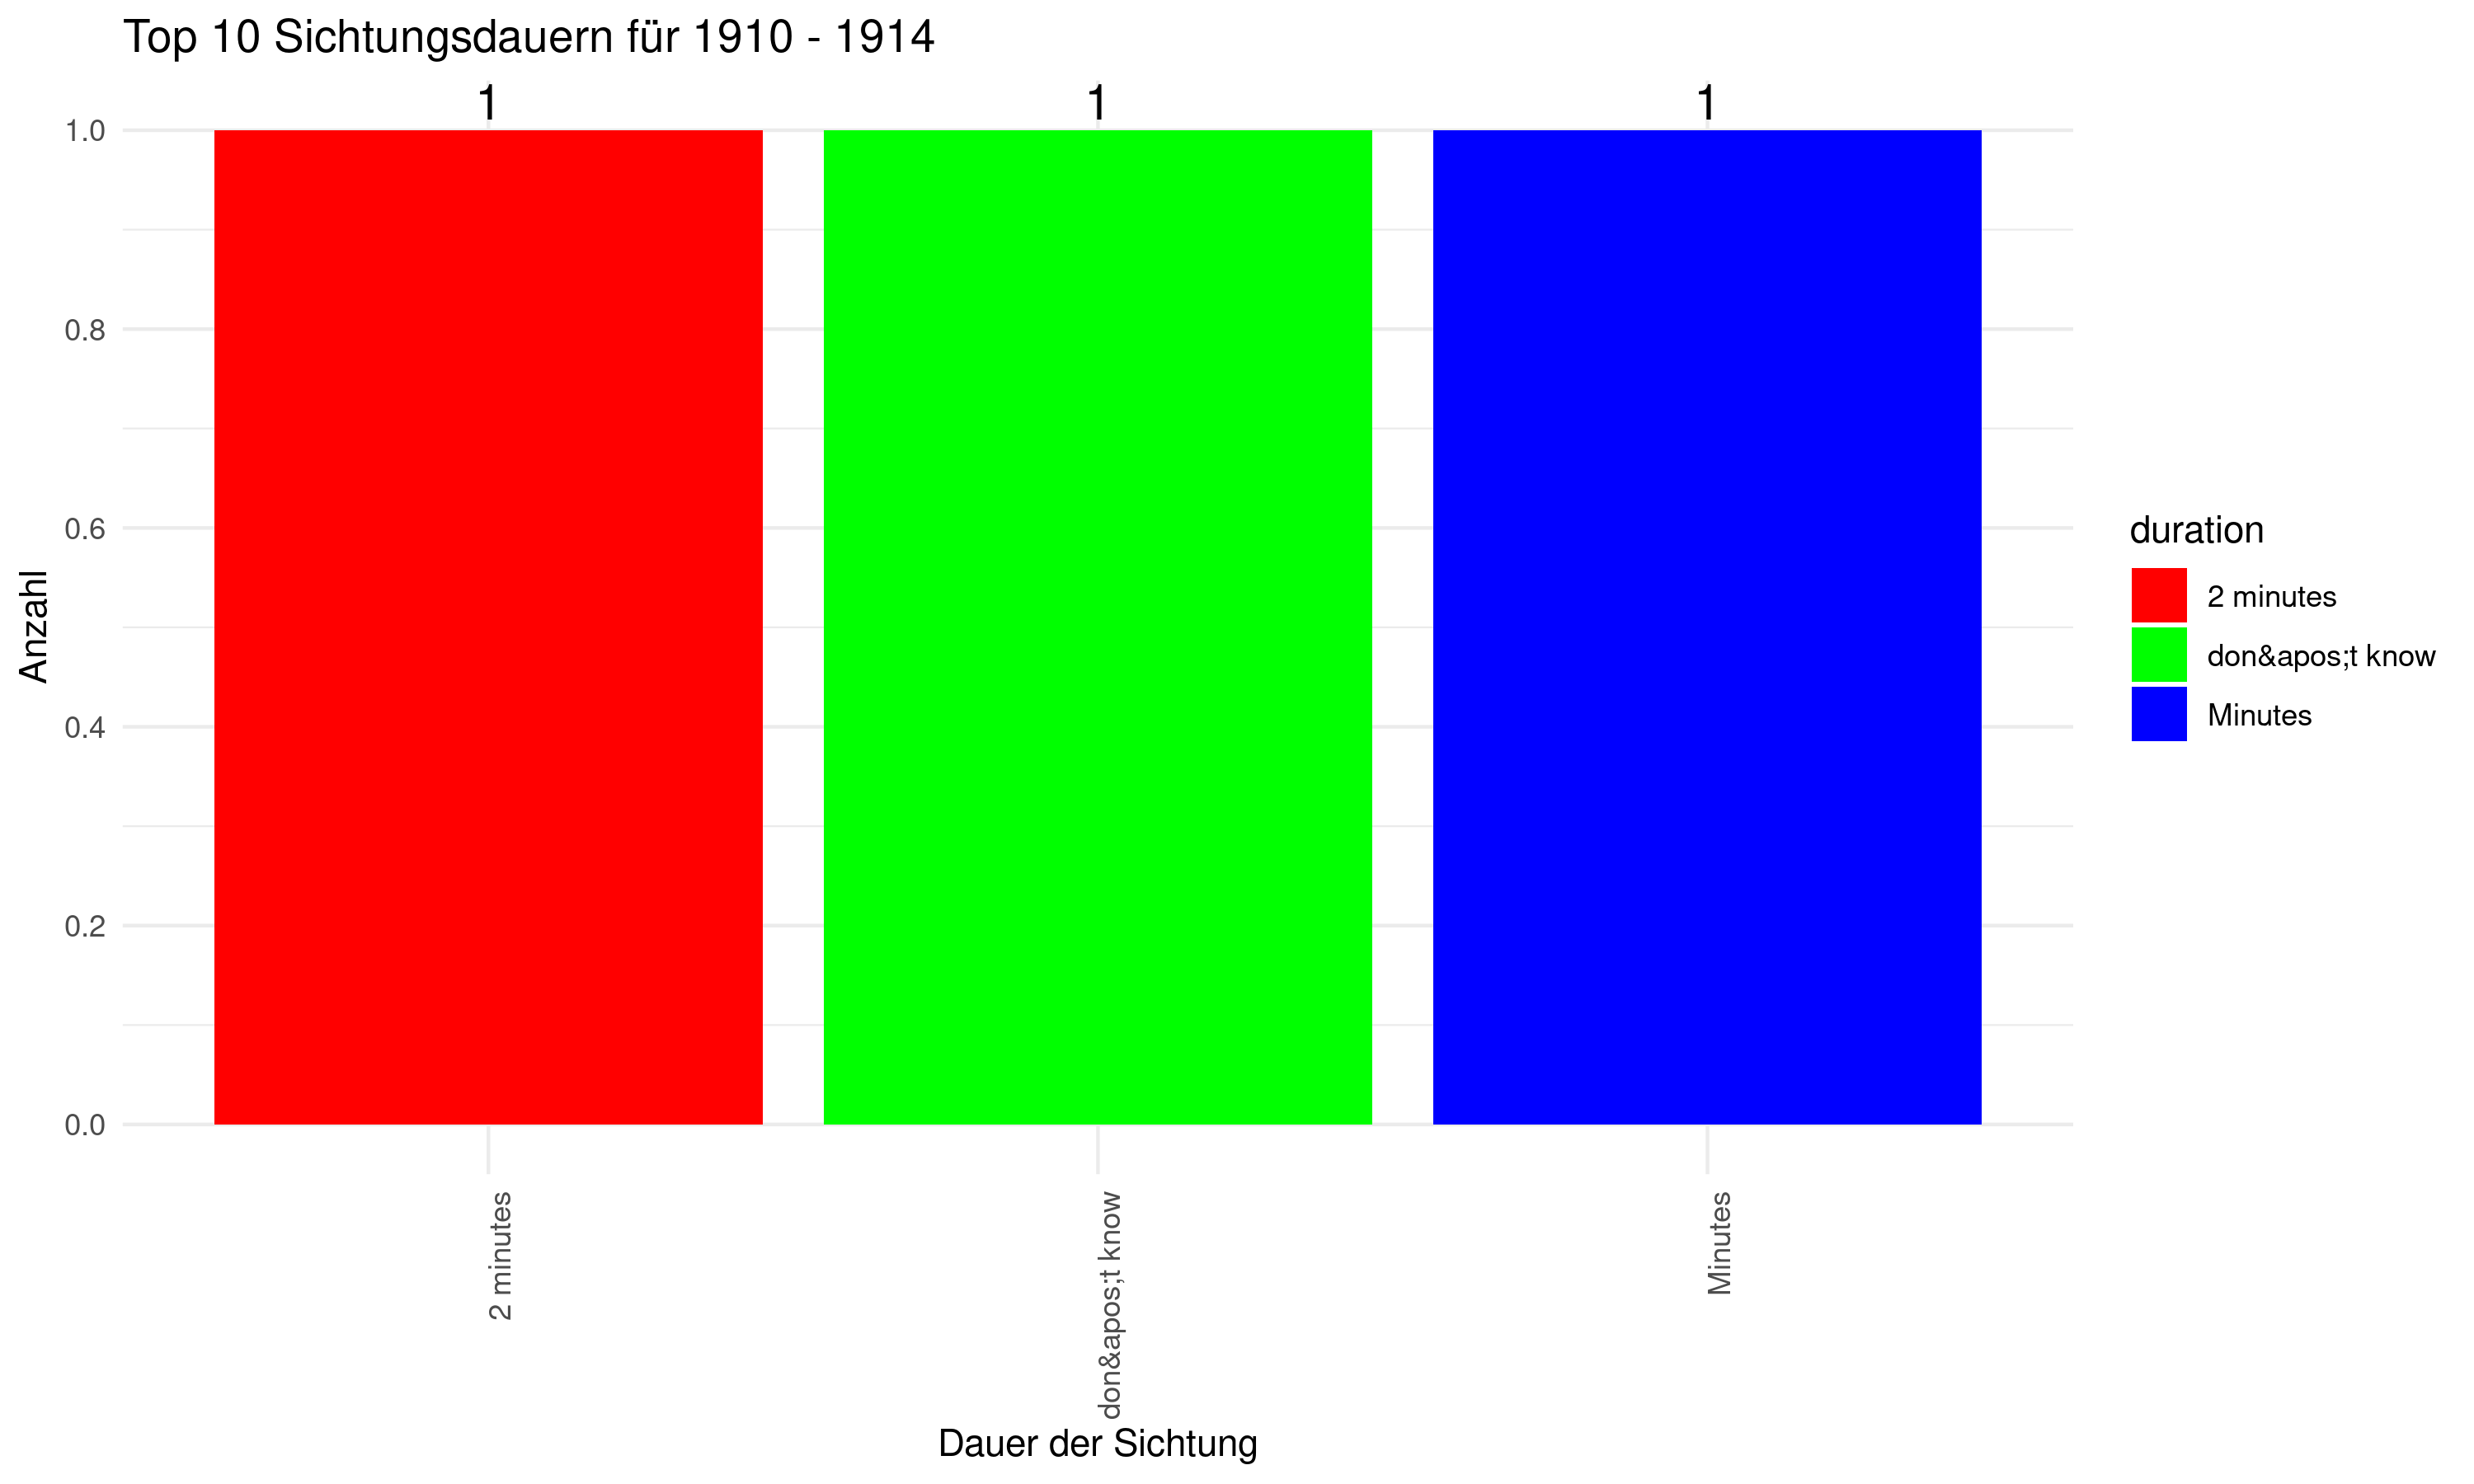 Top 10 Sichtungsdauern für 1910 - 1914
1 1 1
1.0
0.8
0.6
0.4
0.2
0.0
Anzahl
2 minutes
don&apos;t know
Minutes
Dauer der Sichtung
duration
2 minutes
don&apos;t know
Minutes